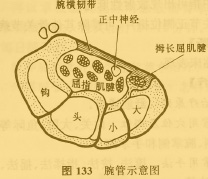 腕横韧带
正中神经
拇长屈肌腱
屈指肌腱
钩
头
小
大
图 133 腕管示意图